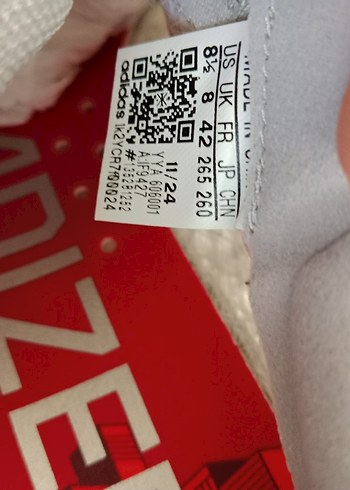 MADE IN
US UK FR JP CHN
8½ 8 42 265 260
11/24
YYA 606001
adidas
ADIZE